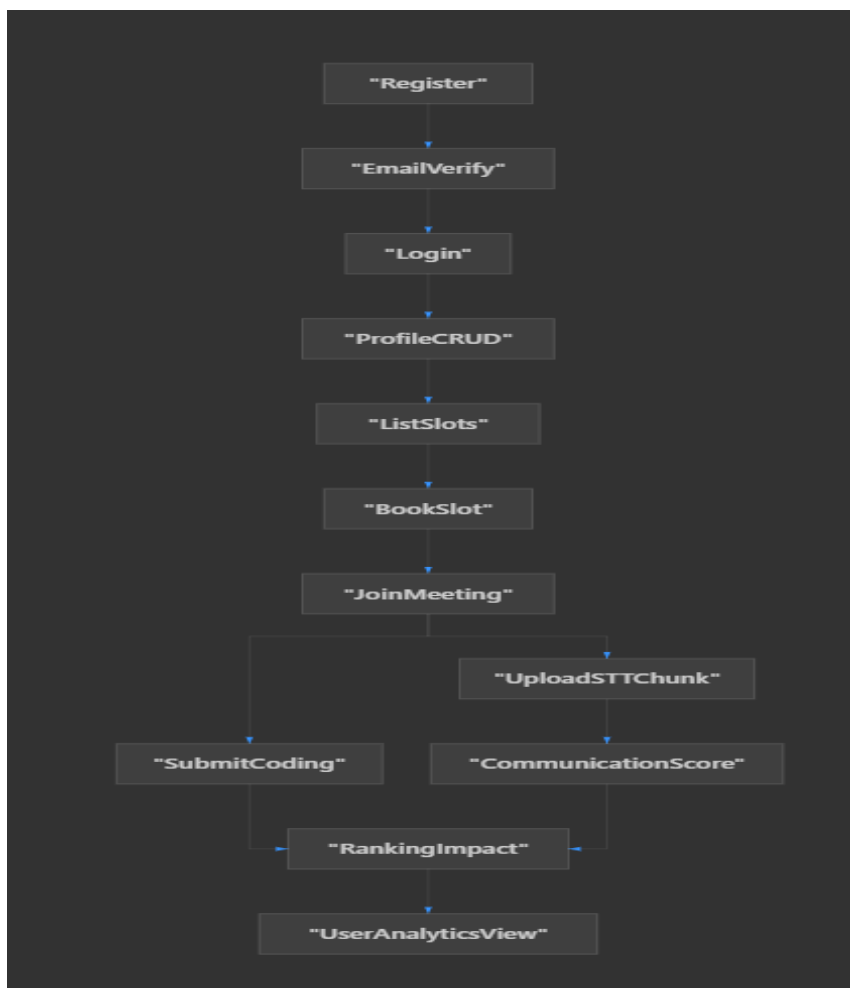 "Register"
"EmailVerify"
"Login"
"ProfileCRUD"
"ListSlots"
"BookSlot"
"JoinMeeting"
"UploadSTTChunk"
"SubmitCoding"
"CommunicationScore"
"RankingImpact"
"UserAnalyticsView"